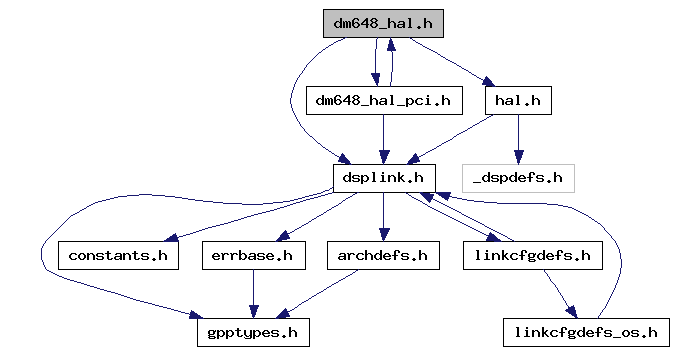 dm648_hal.h
dm648_hal_pci.h
hal.h
dsplink.h
_dspdefs.h
constants.h
errbase.h
archdefs.h
linkcfgdefs.h
gpptypes.h
linkcfgdefs_os.h